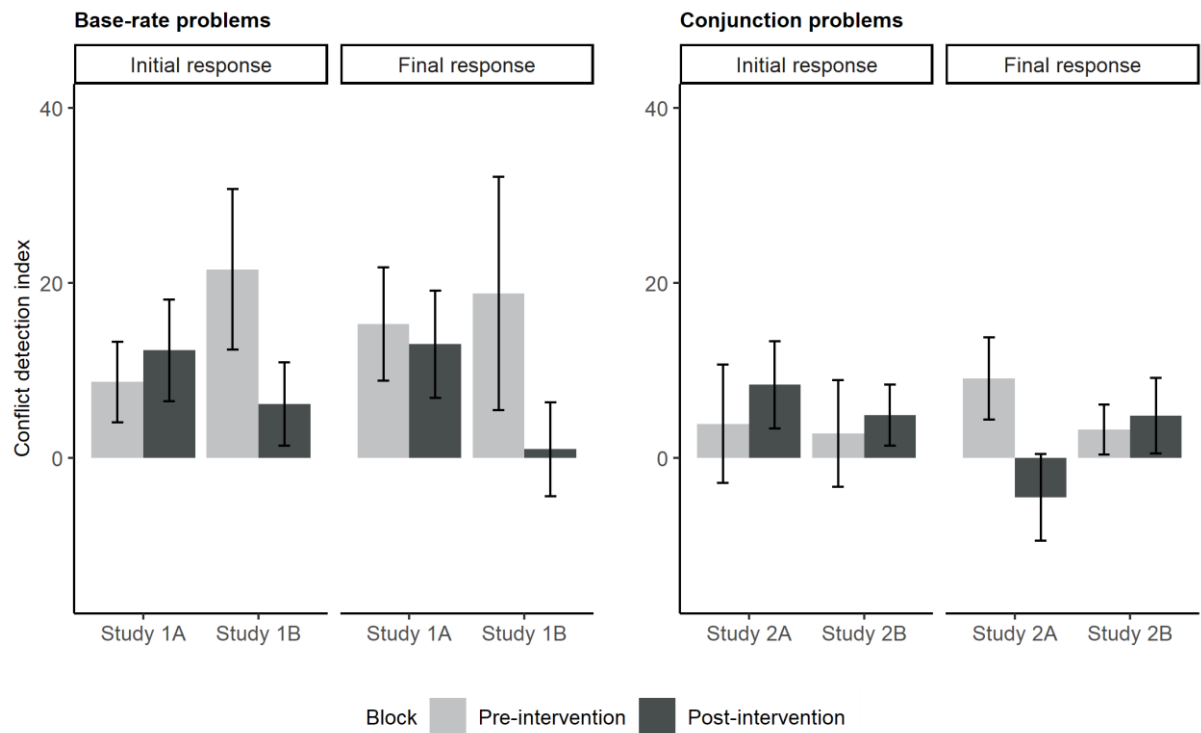 Base-rate problems
Conjunction problems
Initial response
Final response
Initial response
Final response
Conflict detection index
40
20
0
40
20
0
Study 1A
Study 1B
Study 1A
Study 1B
Study 2A
Study 2B
Study 2A
Study 2B
Block Pre-intervention Post-intervention